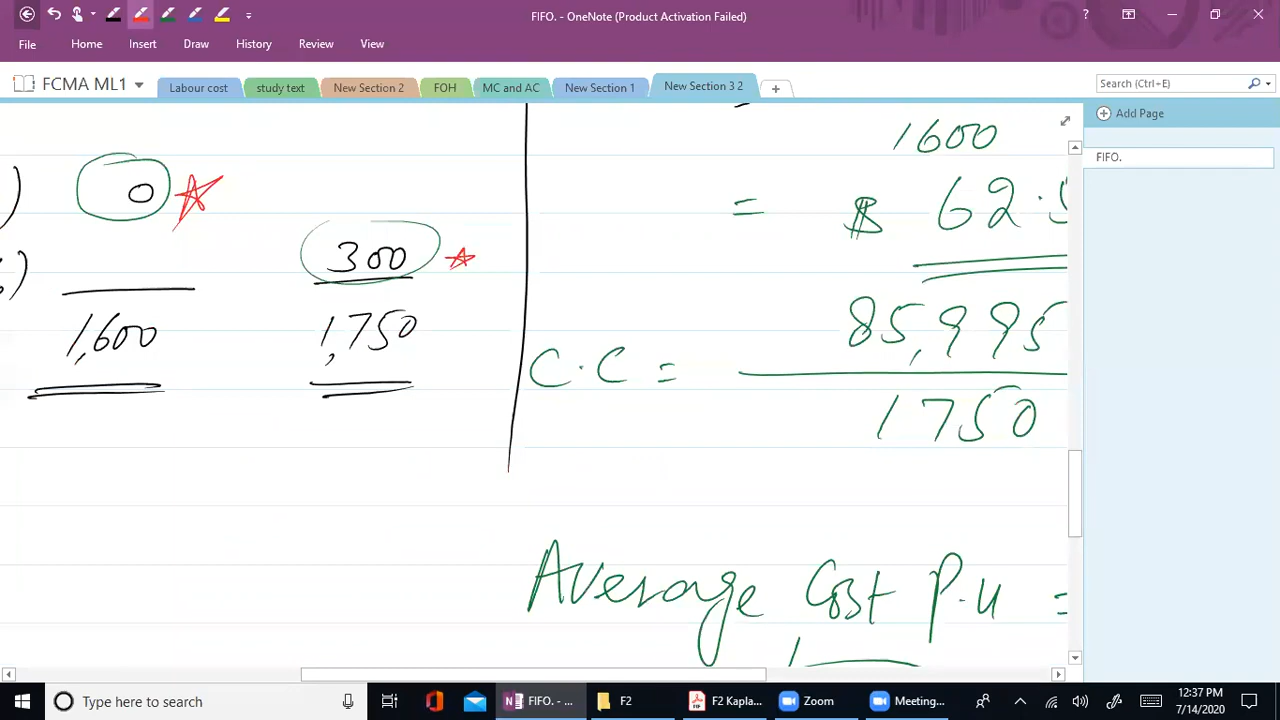 FIFO. - OneNote (Product Activation Failed)
File Home Insert Draw History Review View
FCMA ML1 Labour cost study text New Section 2 FOH MC and AC New Section 1 New Section 3 2
Search (Ctrl+E)
Add Page
FIFO.
1600
0
= $ 62.5
300
85,995
1,600 1,750
C.C =
1750
Average Cost P.U =
Type here to search
FIFO. - ...
F2
F2 Kapla...
Zoom
Meeting...
12:37 PM
7/14/2020